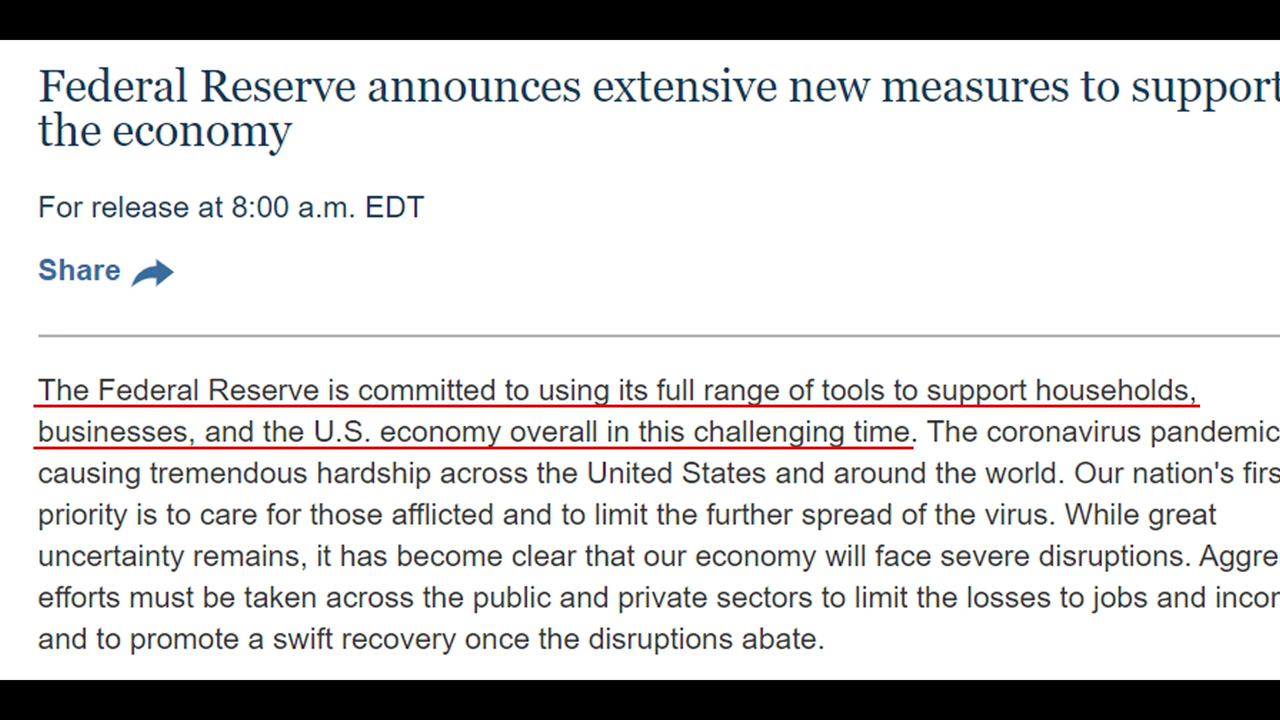 Federal Reserve announces extensive new measures to support
the economy
For release at 8:00 a.m. EDT
Share
The Federal Reserve is committed to using its full range of tools to support households,
businesses, and the U.S. economy overall in this challenging time. The coronavirus pandemic
causing tremendous hardship across the United States and around the world. Our nation's
priority is to care for those afflicted and to limit the further spread of the virus. While great
uncertainty remains, it has become clear that our economy will face severe disruptions.
efforts must be taken across the public and private sectors to limit the losses to jobs and
and to promote a swift recovery once the disruptions abate.